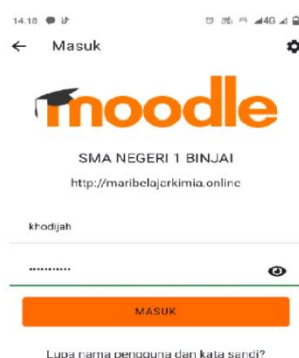 14.18
4G
Masuk
moodle
SMA NEGERI 1 BINJAI
http://maribelajarkimia.online
khodijah
MASUK
Lupa nama pengguna dan kata sandi?